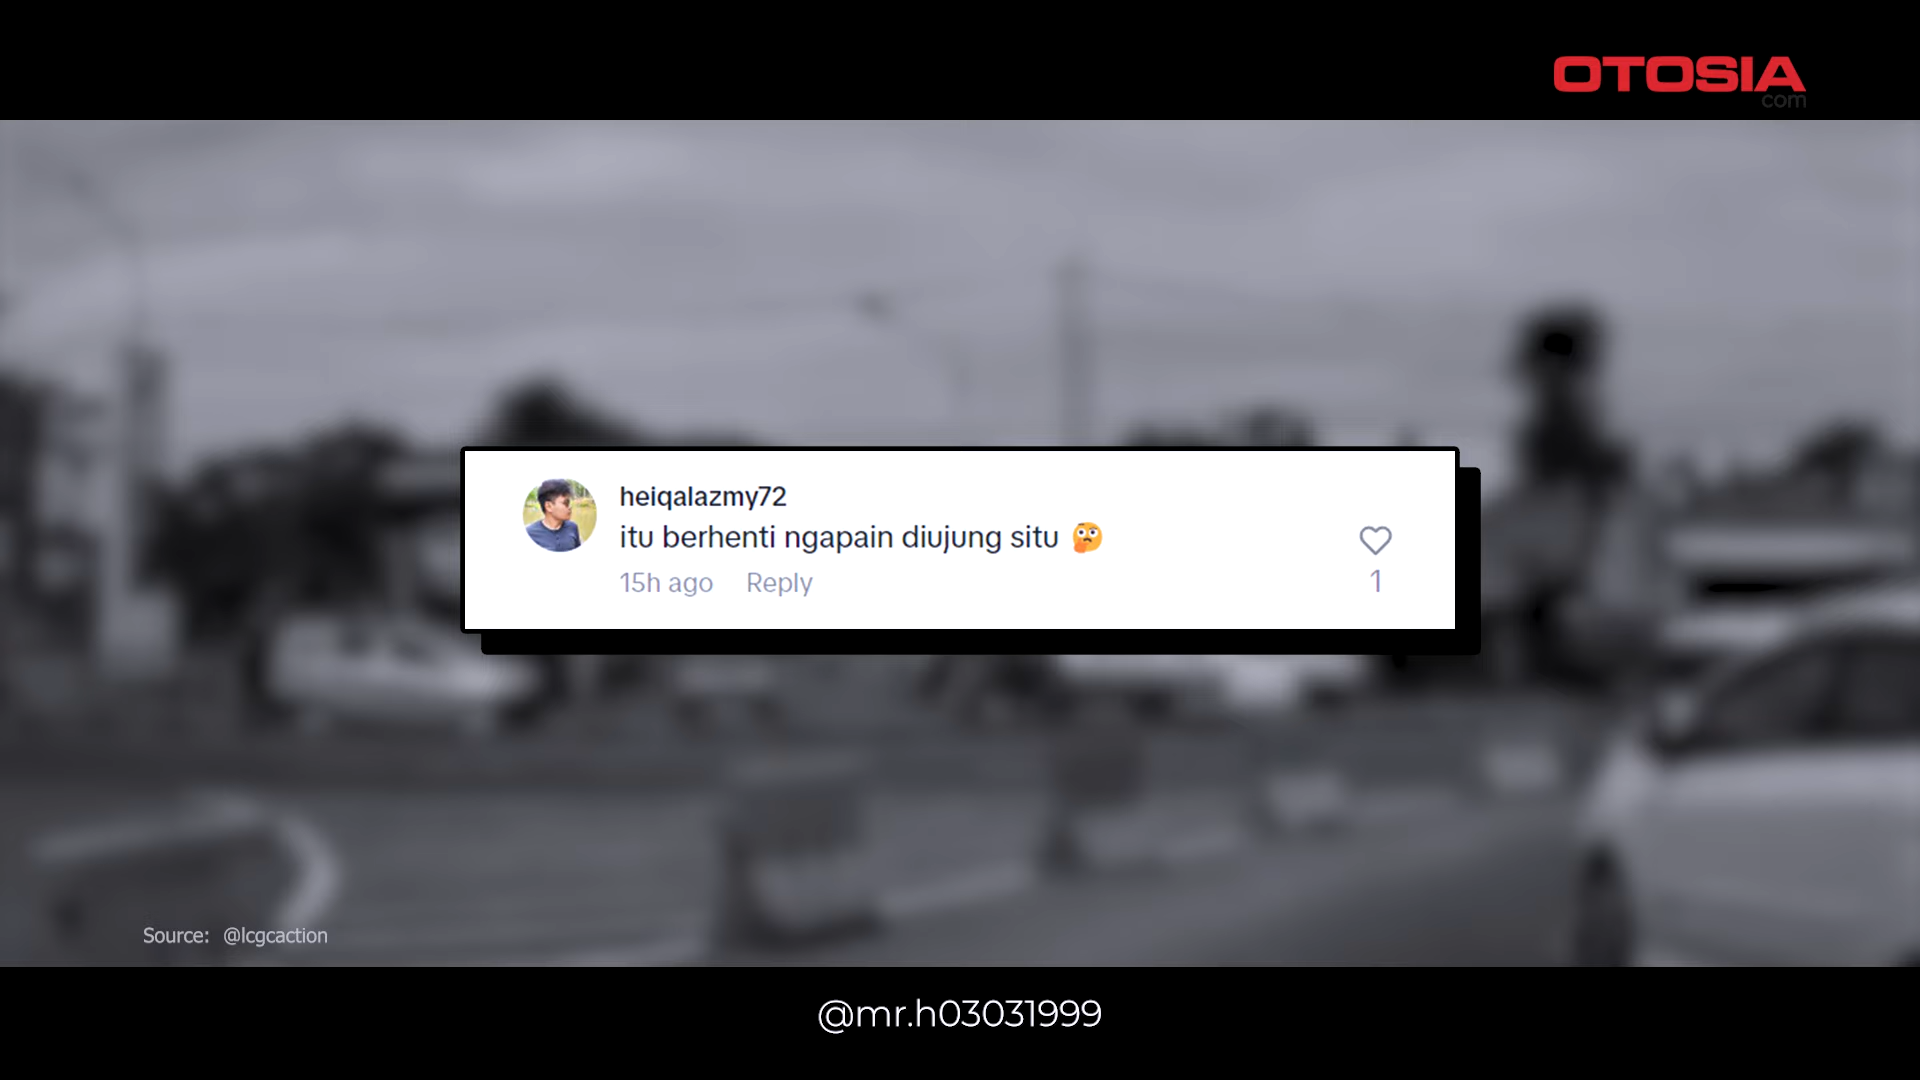 OTOSIA
com
heiqalazmy72
itu berhenti ngapain diujung situ 🤔
15h ago Reply
1
Source: @lcgcaction
@mr.h03031999